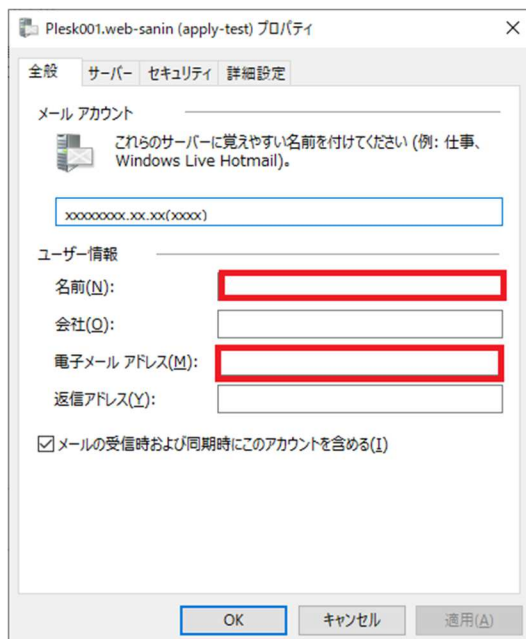 Plesk001.web-sanin (apply-test) プロパティ
全般 サーバー セキュリティ 詳細設定
メール アカウント
これらのサーバーに覚えやすい名前を付けてください (例: 仕事、
Windows Live Hotmail)。
xxxxxxxx.xx.xx(xxxx)
ユーザー情報
名前(N):
会社(O):
電子メール アドレス(M):
返信アドレス(Y):
メールの受信時および同期時にこのアカウントを含める(I)
OK キャンセル 適用(A)